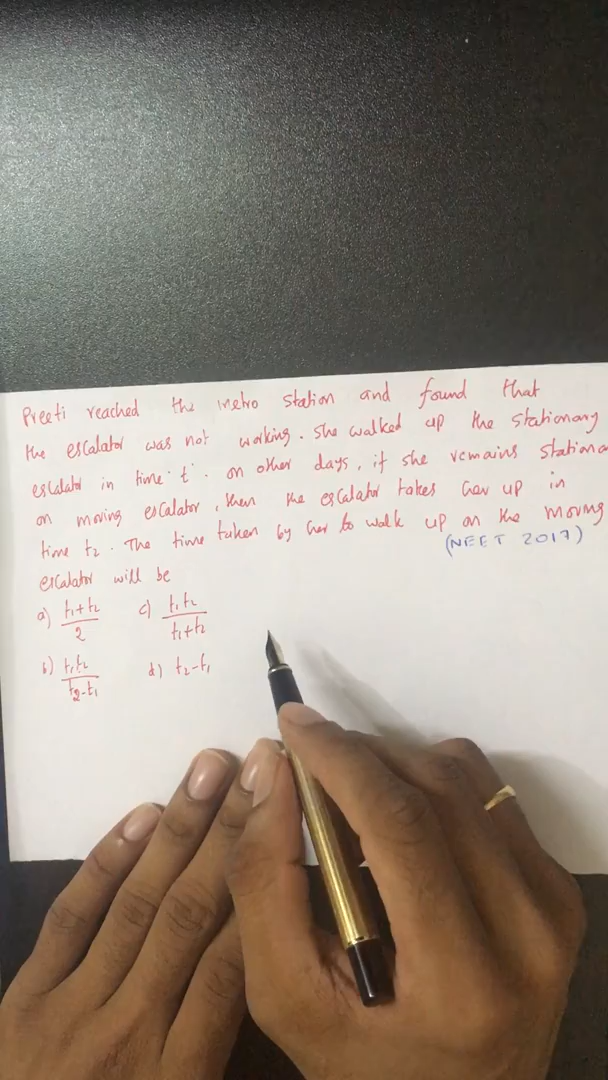 Preeti reached the metro station and found that
the escalator was not working. She walked up the stationary
escalator in time 't'. on other days, if she remains stationa
on moving escalator, then the escalator takes her up in
time t₂. The time taken by her to walk up on the moving
escalator will be
(NEET 2017)
a) t₁+t₂/2 c) t₁t₂/t₁+t₂
b) t₁t₂/t₂-t₁ d) t₂-t₁